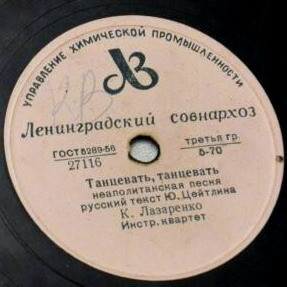 УПРАВЛЕНИЕ ХИМИЧЕСКОЙ ПРОМЫШЛЕННОСТИ
Ленинградский совнархоз
ГОСТ 5289-56
27116
третья гр.
5-70
Танцевать, танцевать
неаполитанская песня
русский текст Ю. Цейтлина
К. Лазаренко
Инстр. квартет